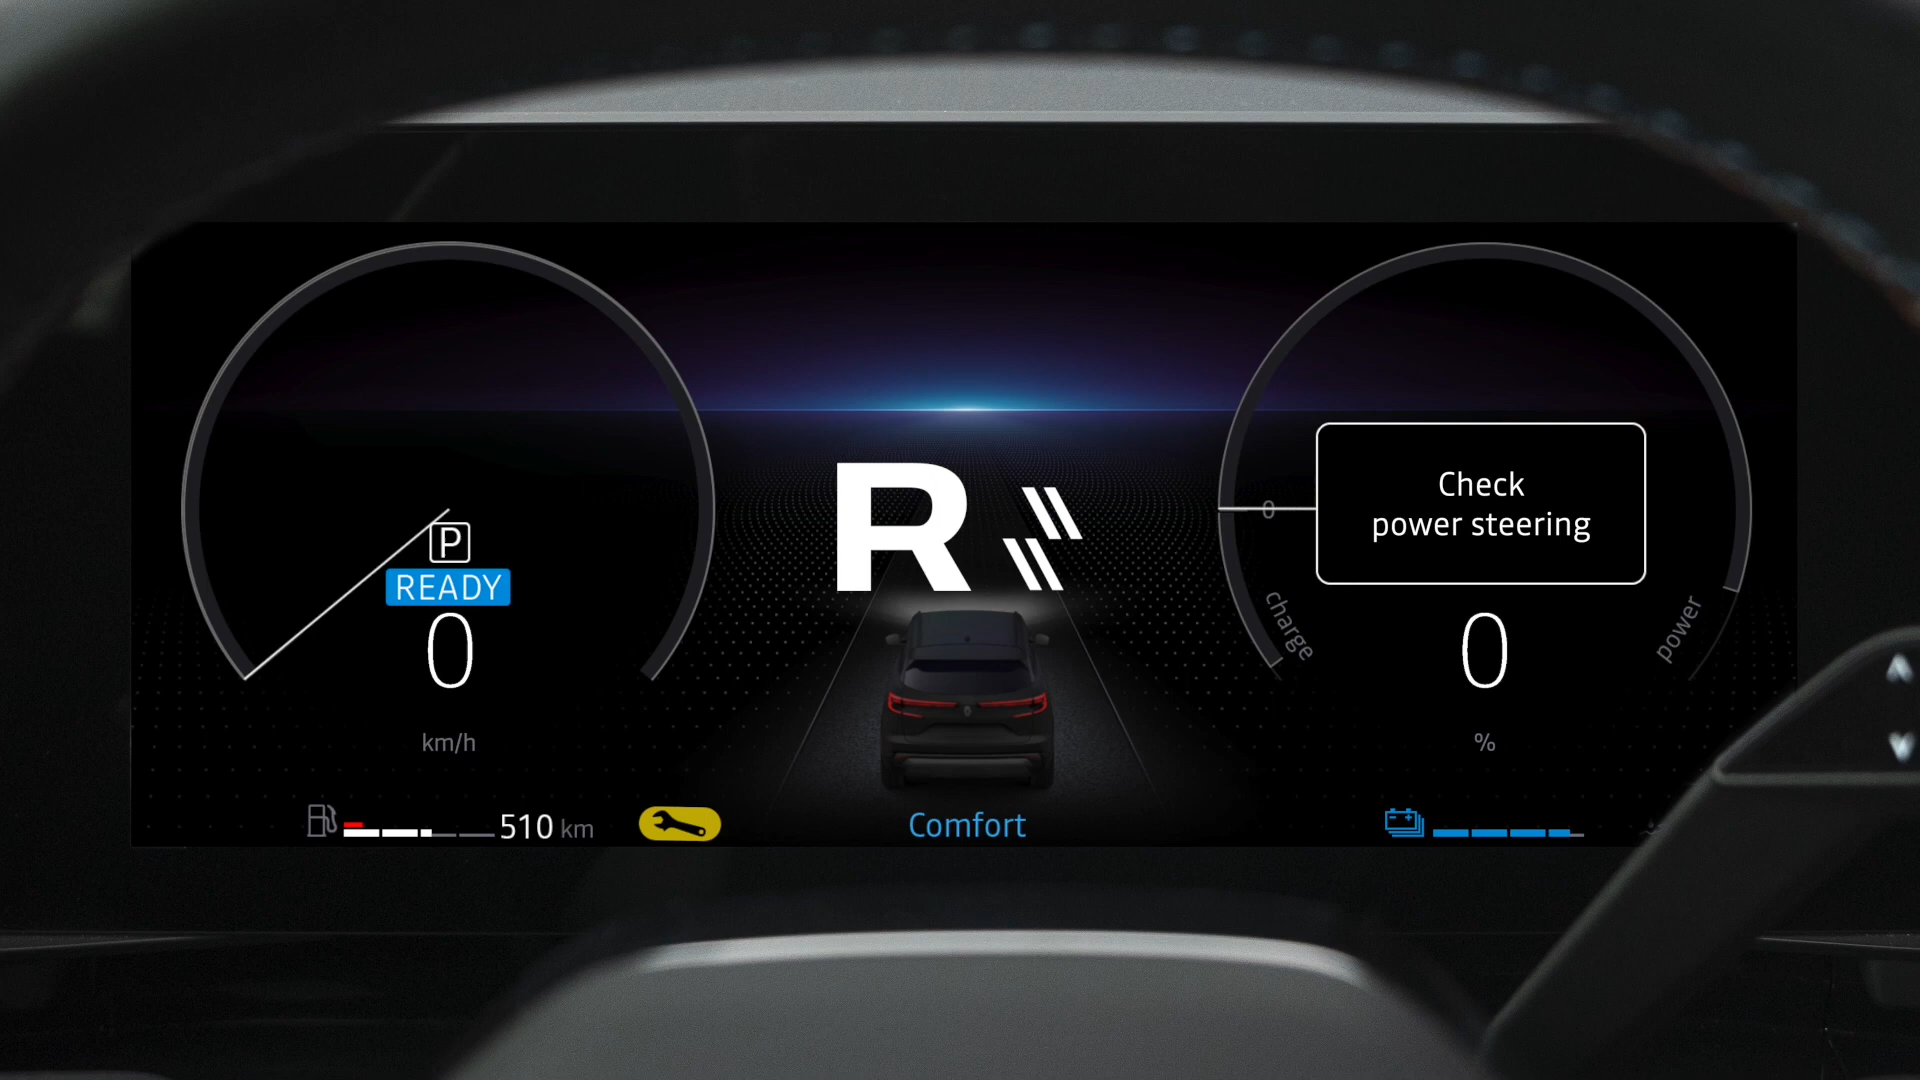 P
READY
0
km/h
510 km
R
Comfort
0
Check
power steering
charge
power
0
%